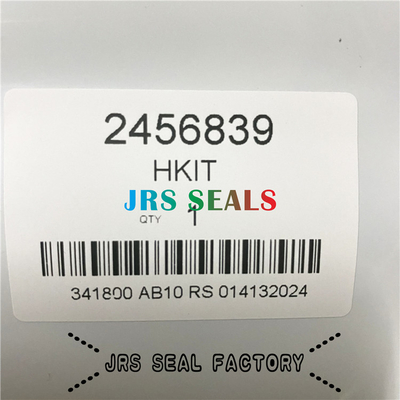 2456839
HKIT
JRS SEALS
QTY 1
341800 AB10 RS 014132024
JRS SEAL FACTORY